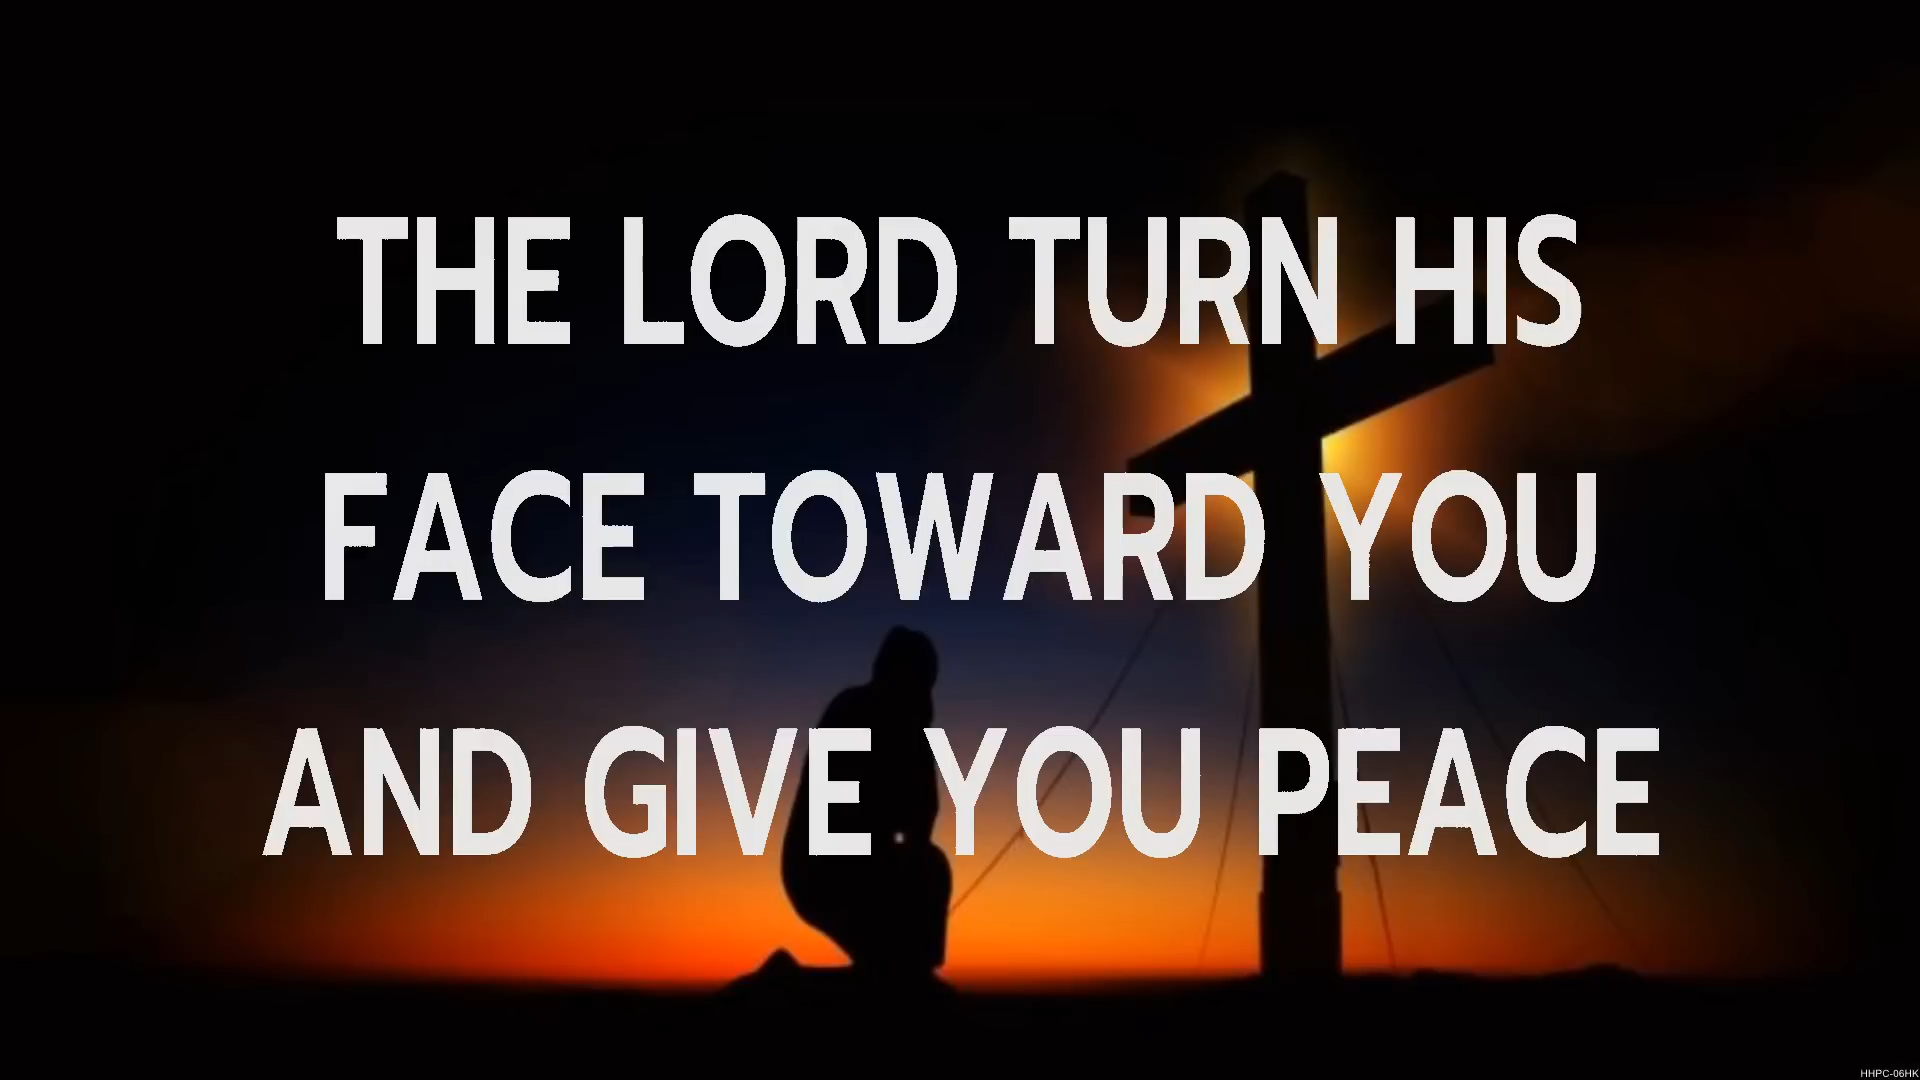 THE LORD TURN HIS
FACE TOWARD YOU
AND GIVE YOU PEACE
HHPC-06HK